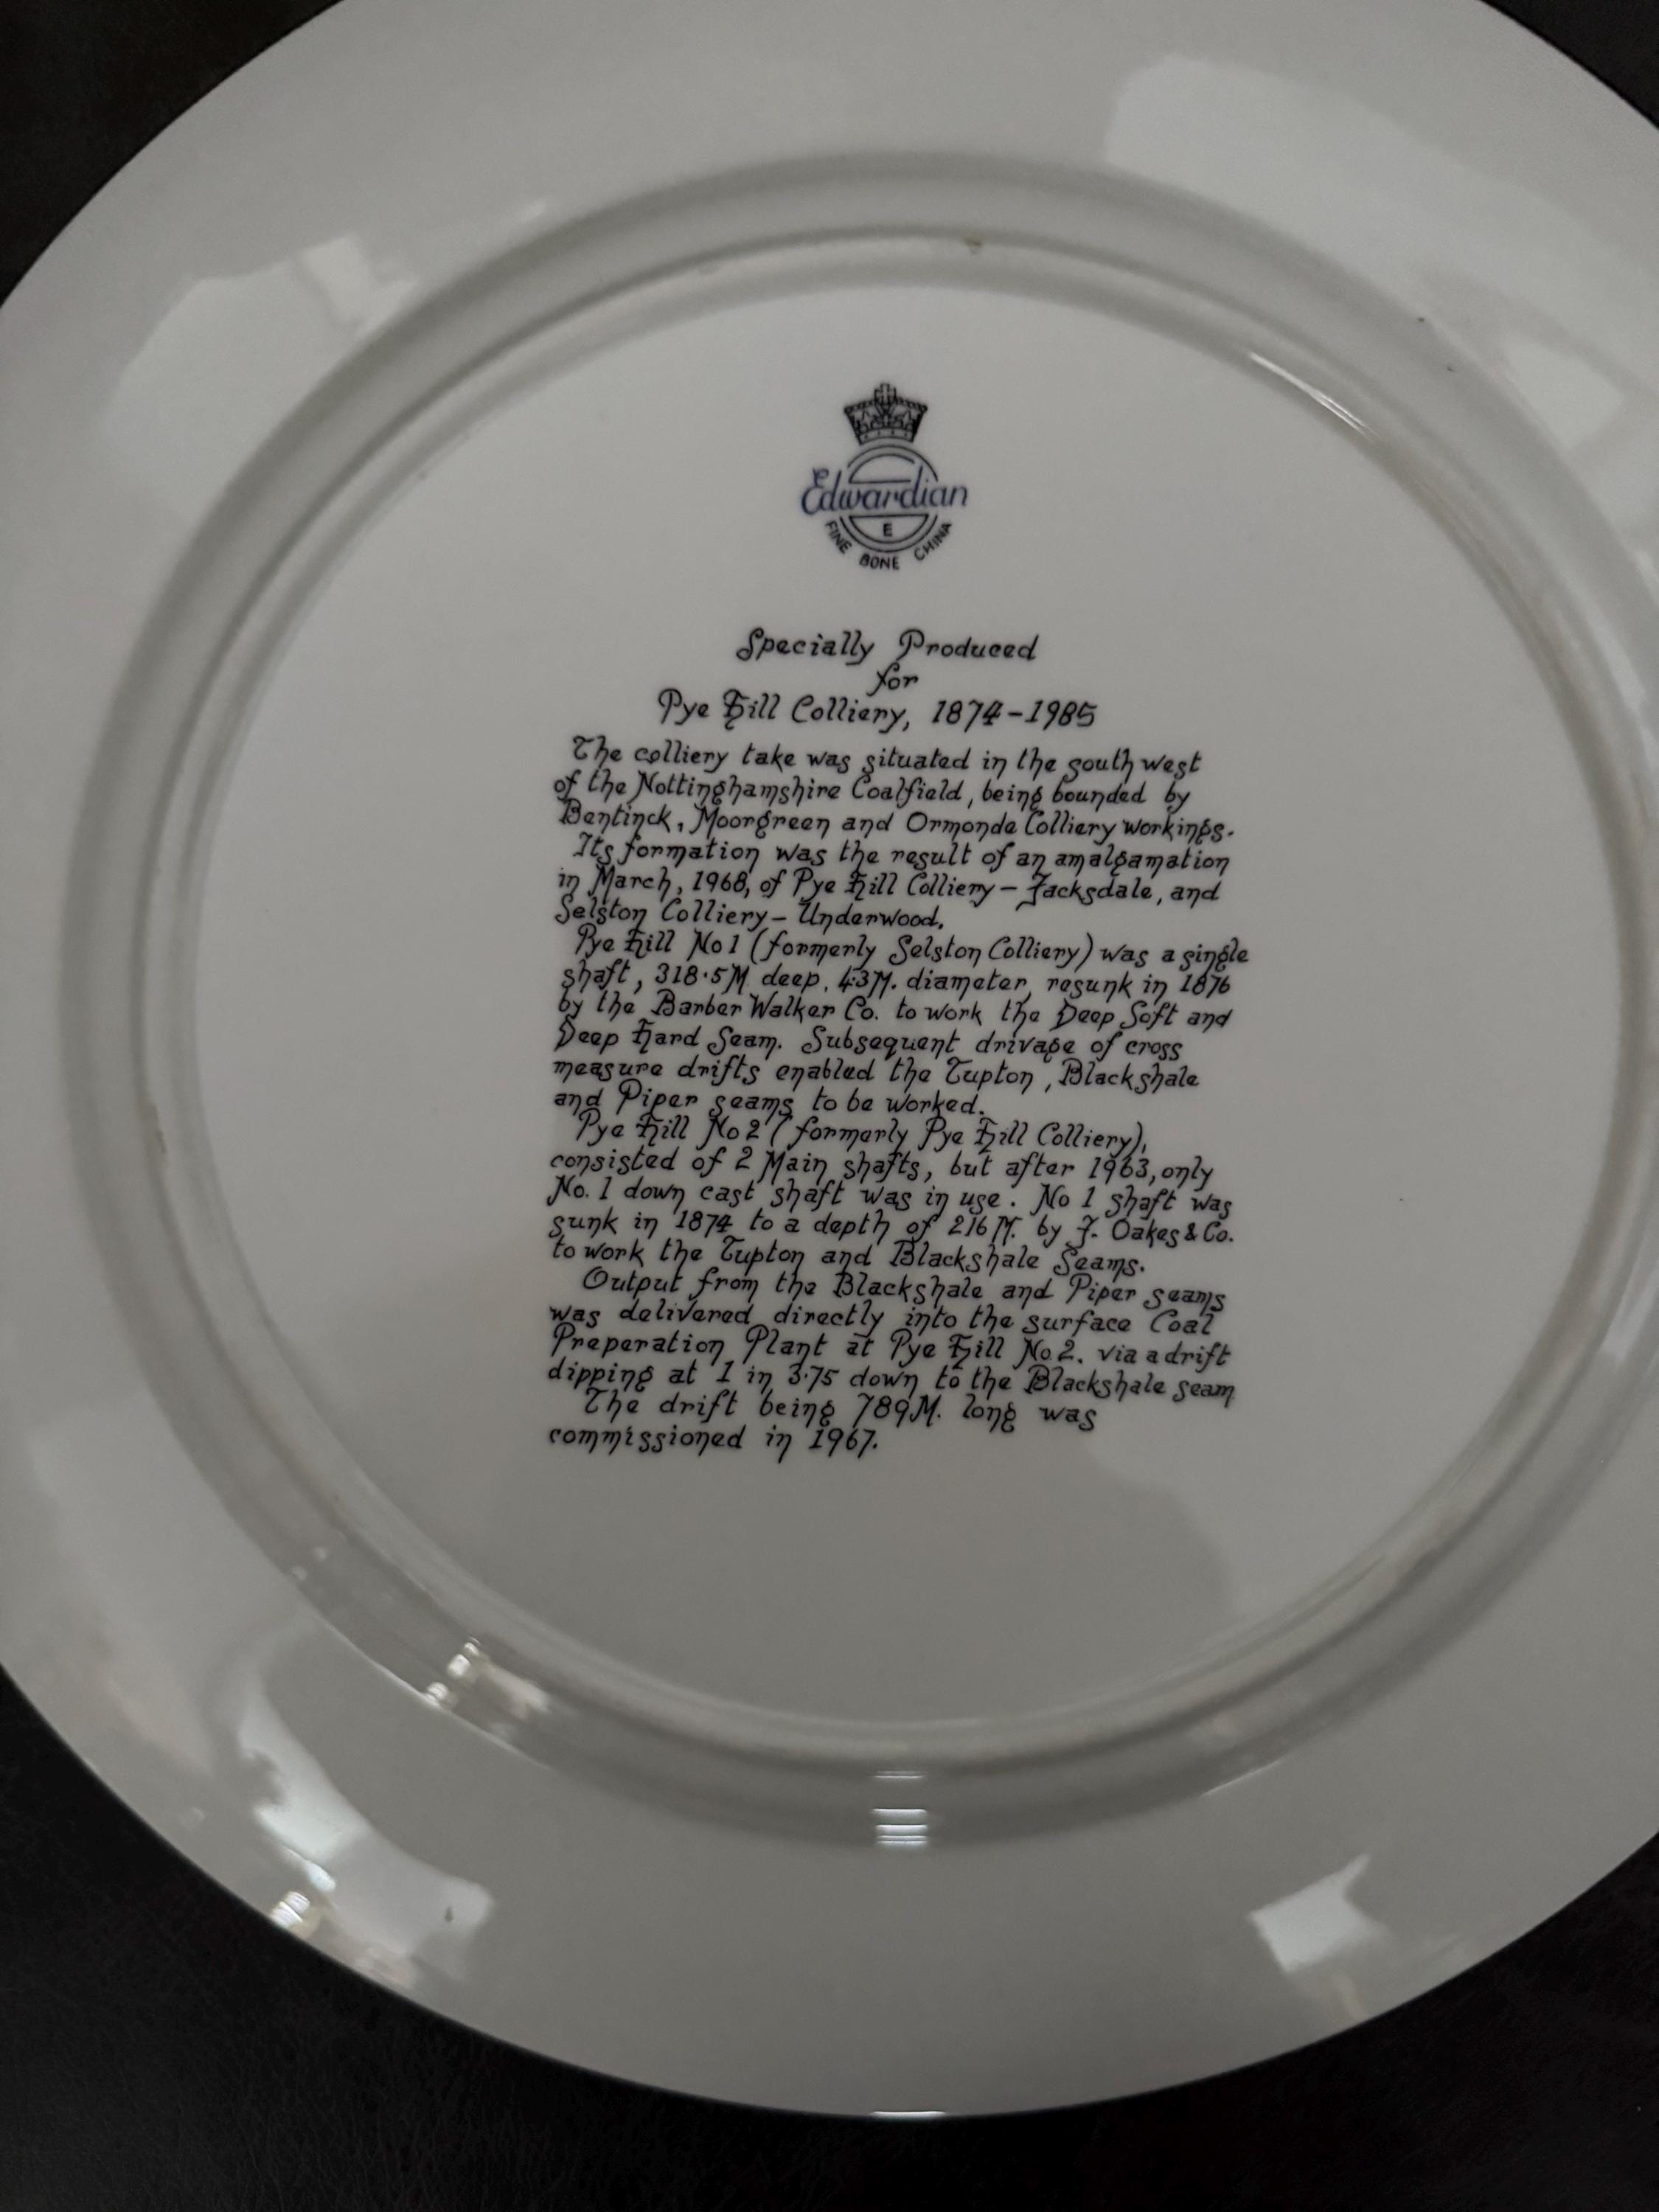 Edwardian
E
FINE BONE CHINA
Specially Produced
for
Pye Hill Colliery, 1874-1985
The colliery take was situated in the south west
of the Nottinghamshire Coalfield, being bounded by
Bentinck, Moorgreen and Ormonde Colliery workings.
Its formation was the result of an amalgamation
in March, 1968, of Pye Hill Colliery – Jacksdale, and
Selston Colliery – Underwood.
Pye Hill No 1 (formerly Selston Colliery) was a single
shaft, 318·5M deep, 4·3M. diameter, resunk in 1876
by the Barber Walker Co. to work the Deep Soft and
Deep Hard Seam. Subsequent drivage of cross
measure drifts enabled the Tupton, Blackshale
and Piper seams to be worked.
Pye Hill No 2 (formerly Pye Hill Colliery),
consisted of 2 Main shafts, but after 1963, only
No. 1 down cast shaft was in use. No 1 shaft was
sunk in 1874 to a depth of 216 M. by J. Oakes & Co.
to work the Tupton and Blackshale Seams.
Output from the Blackshale and Piper seams
was delivered directly into the surface Coal
Preperation Plant at Pye Hill No 2. via a drift
dipping at 1 in 3·75 down to the Blackshale seam
The drift being 789M. long was
commissioned in 1967.